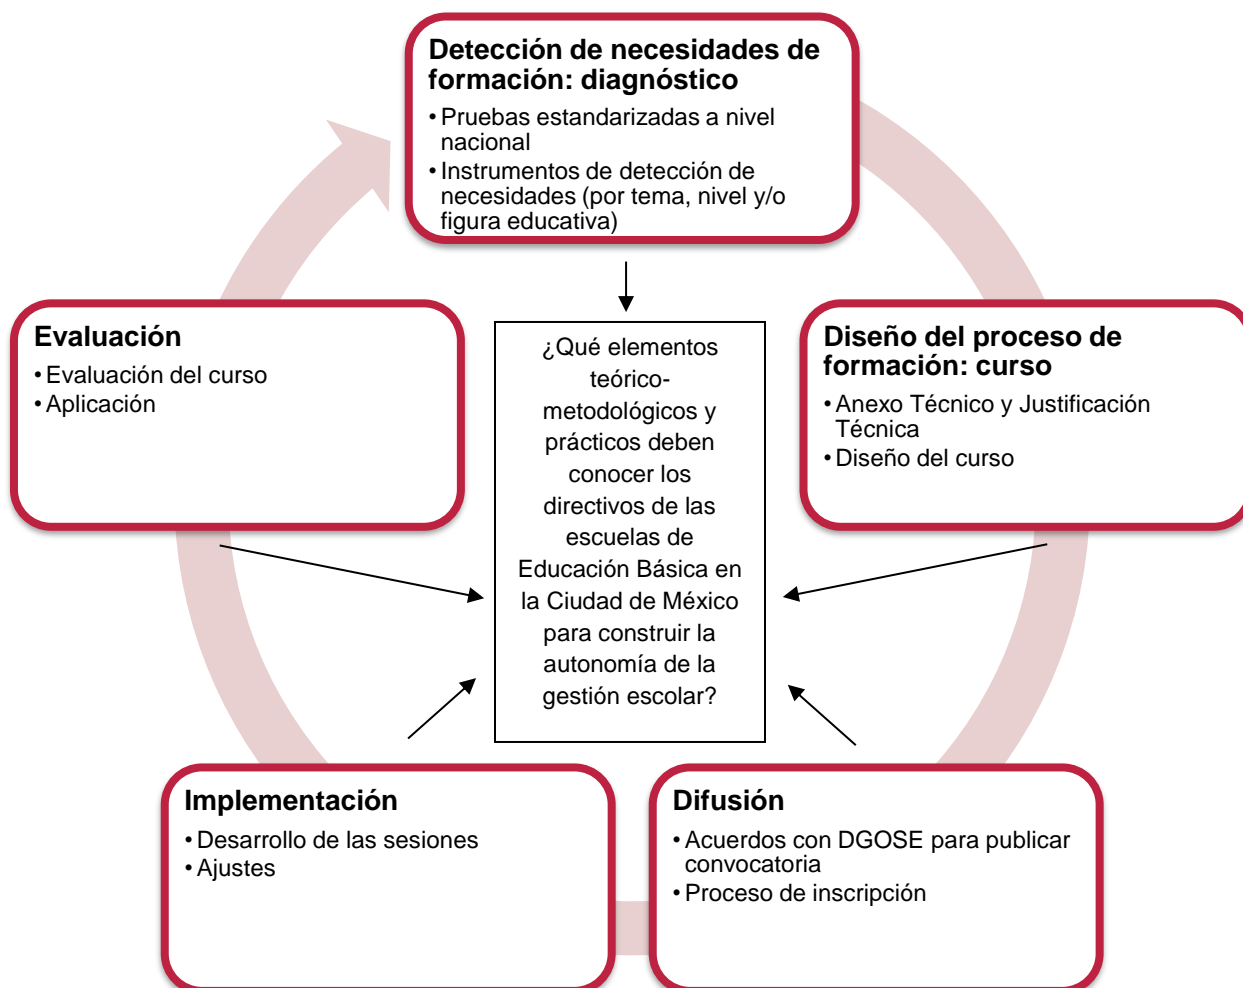 Detección de necesidades de
formación: diagnóstico
• Pruebas estandarizadas a nivel
nacional
• Instrumentos de detección de
necesidades (por tema, nivel y/o
figura educativa)
Evaluación
• Evaluación del curso
• Aplicación
¿Qué elementos
teórico-
metodológicos y
prácticos deben
conocer los
directivos de las
escuelas de
Educación Básica en
la Ciudad de México
para construir la
autonomía de la
gestión escolar?
Diseño del proceso de
formación: curso
• Anexo Técnico y Justificación
Técnica
• Diseño del curso
Implementación
• Desarrollo de las sesiones
• Ajustes
Difusión
• Acuerdos con DGOSE para publicar
convocatoria
• Proceso de inscripción